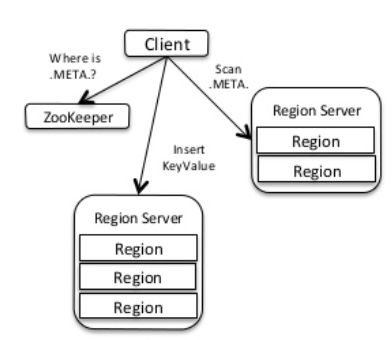 Client
Where is
.META.?
Scan
.META.
ZooKeeper
Insert
KeyValue
Region Server
Region
Region
Region Server
Region
Region
Region